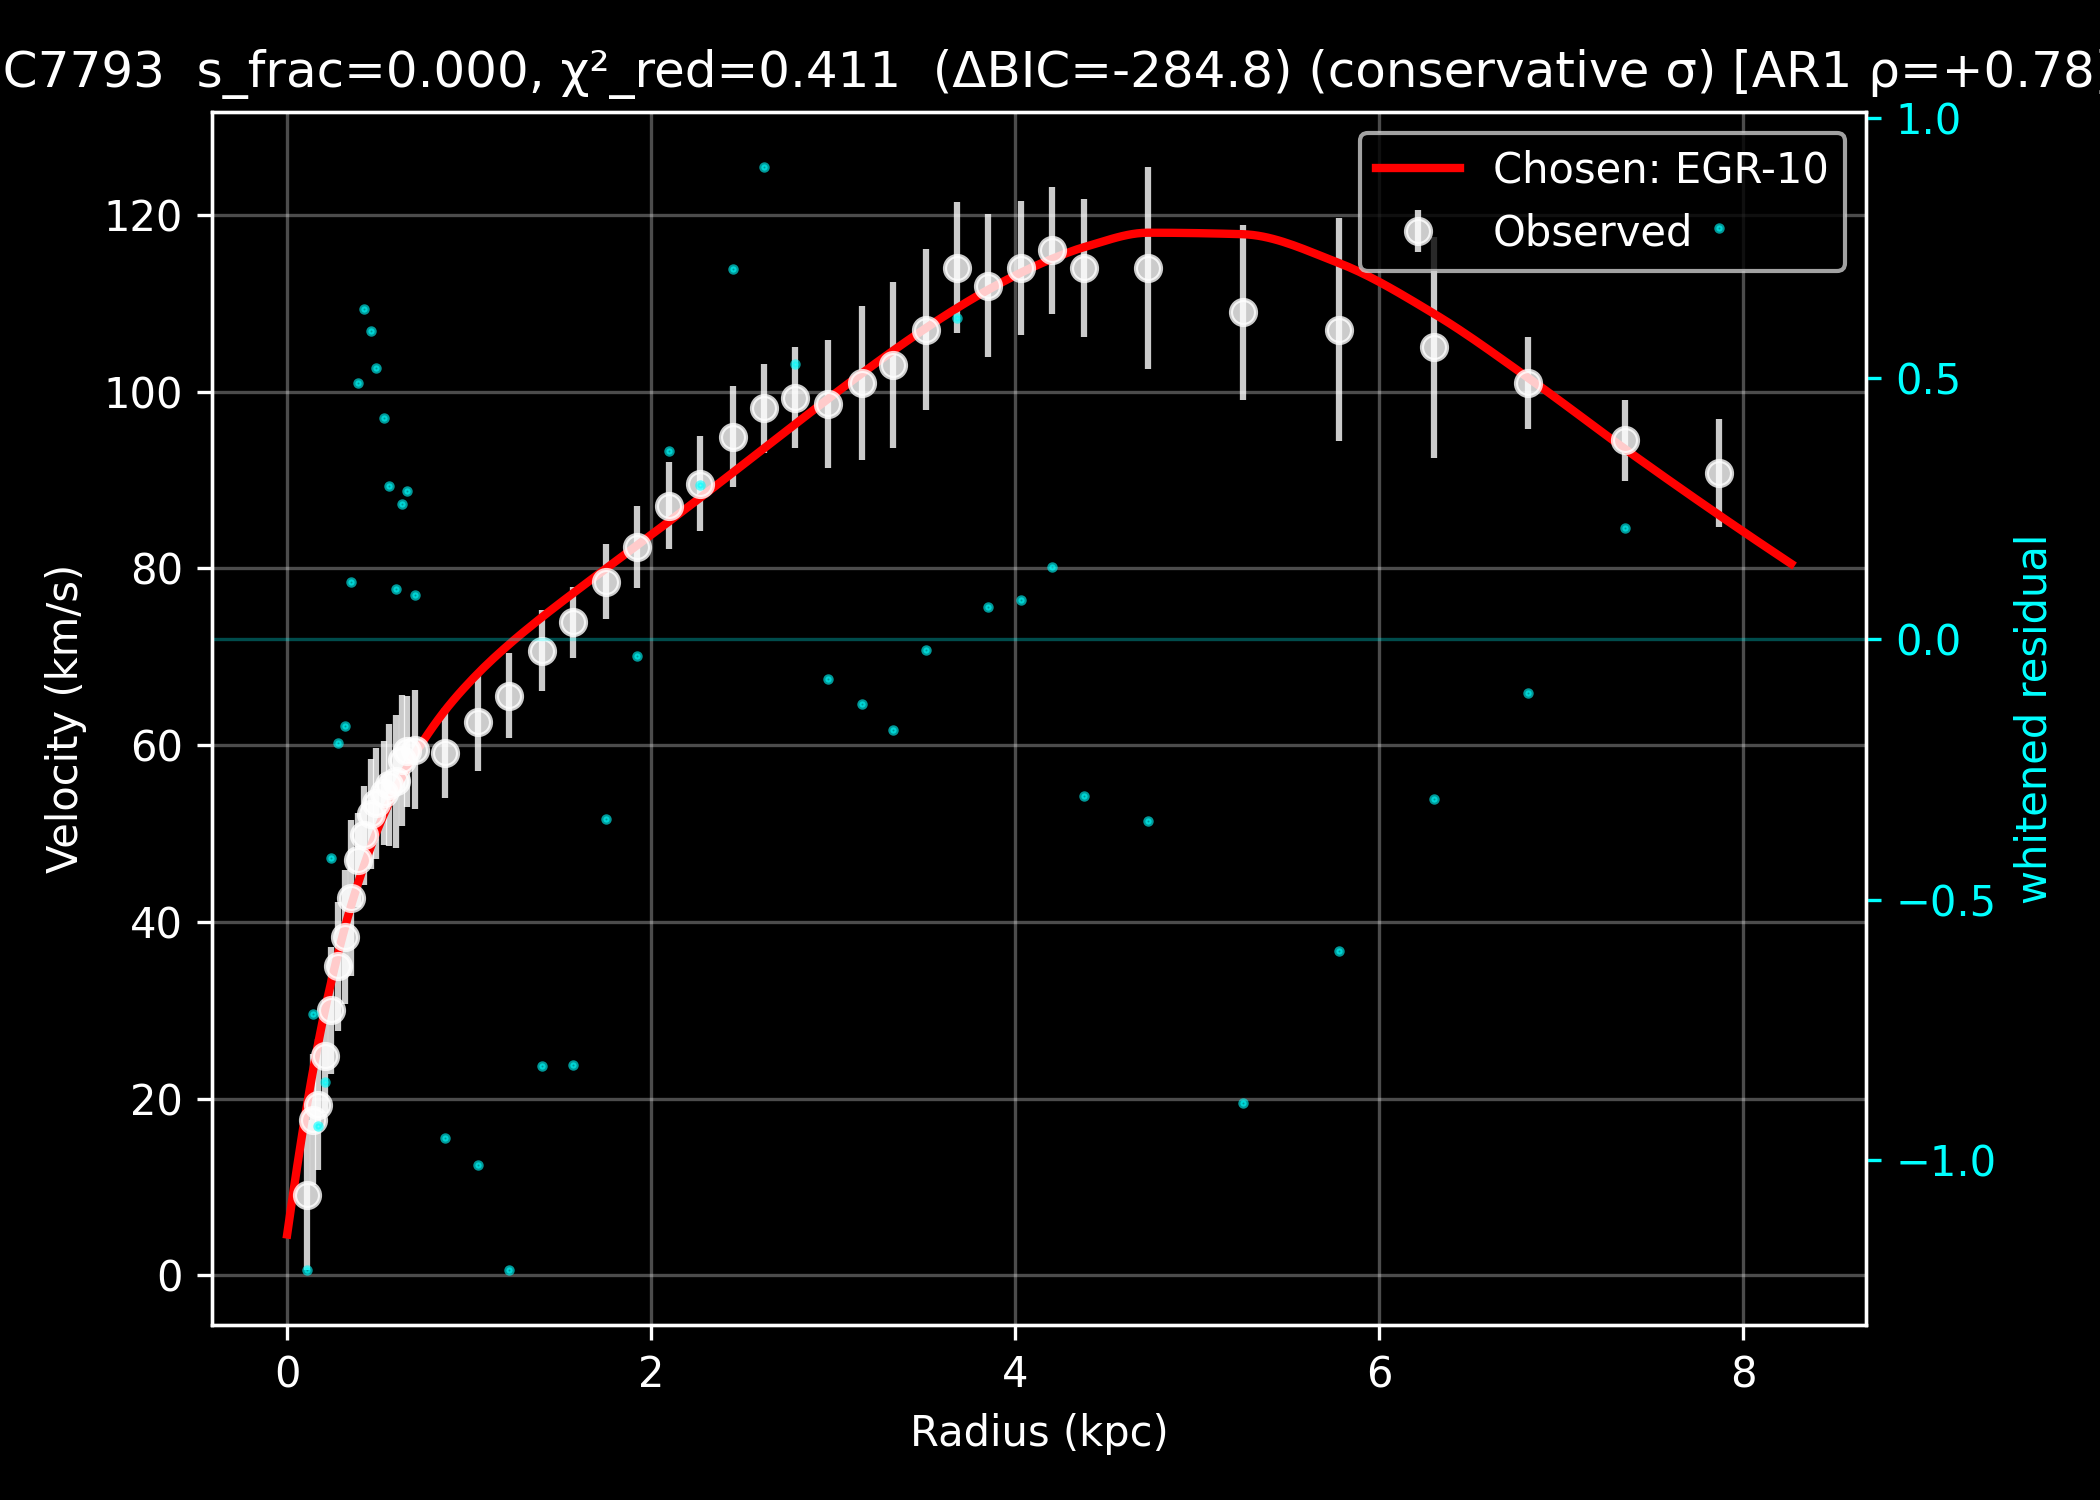 C7793 s_frac=0.000, χ²_red=0.411 (ΔBIC=-284.8) (conservative σ) [AR1 ρ=+0.78]
1.0
Chosen: EGR-10
Observed
120
100
80
60
40
20
0
Velocity (km/s)
0.5
0.0
−0.5
−1.0
whitened residual
0 2 4 6 8
Radius (kpc)